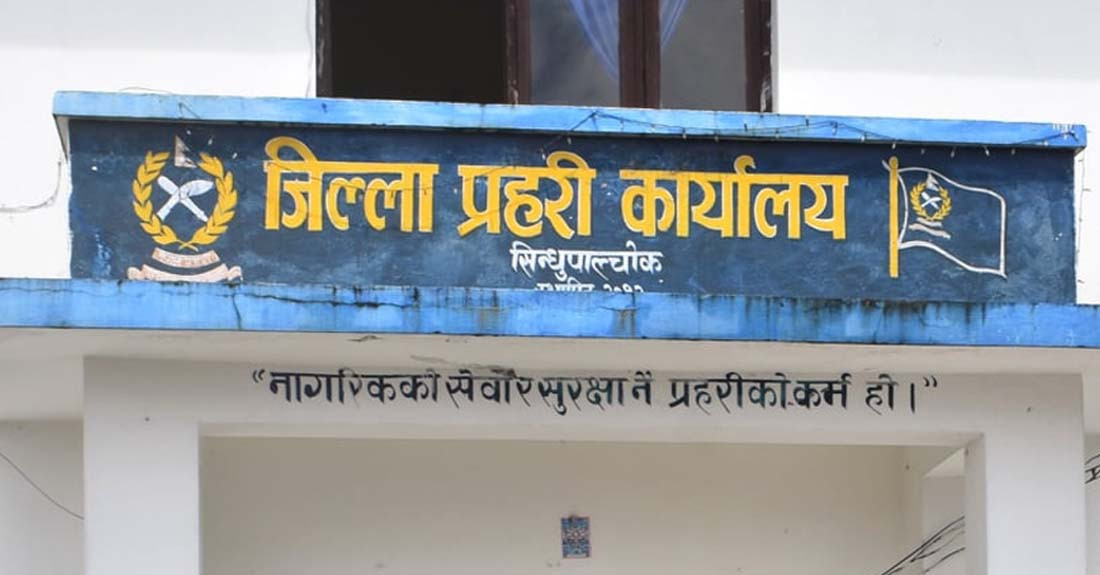 जिल्ला प्रहरी कार्यालय
सिन्धुपाल्चोक
“नागरिकको सेवा र सुरक्षा नै प्रहरीको कर्म हो।”